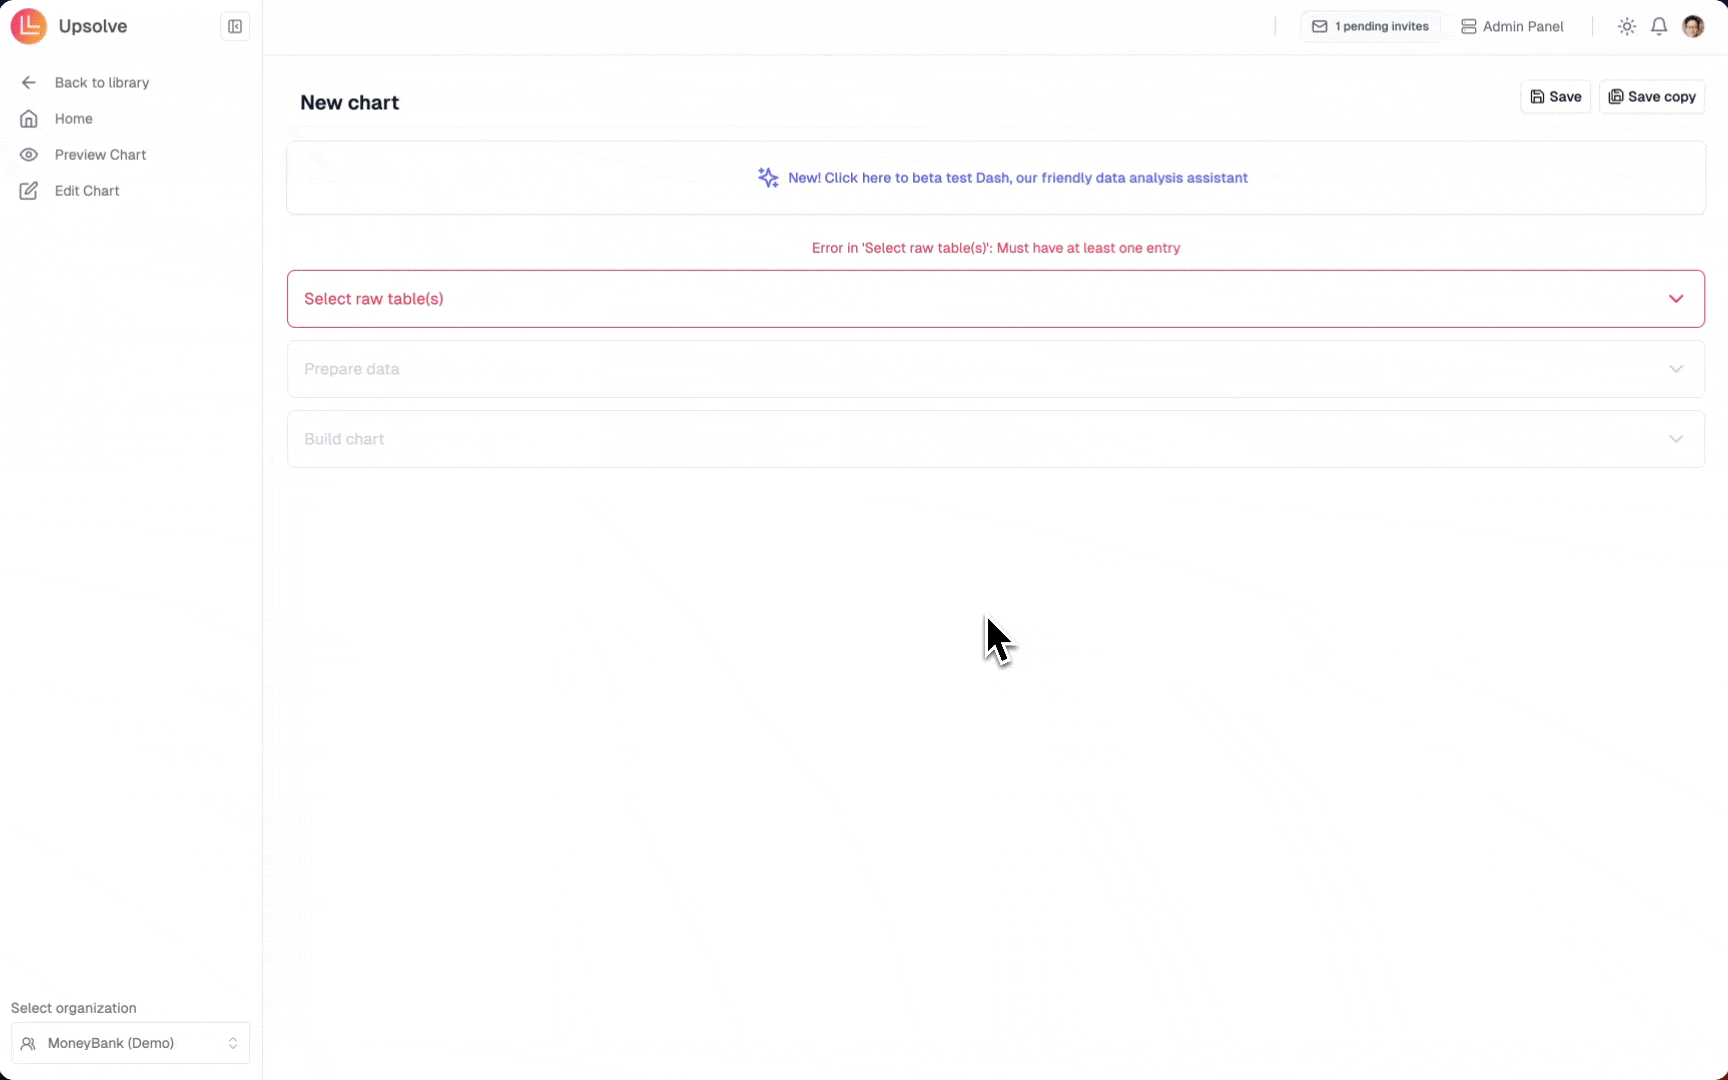 Upsolve
1 pending invites
Admin Panel
Back to library
Home
Preview Chart
Edit Chart
New chart
Save
Save copy
New! Click here to beta test Dash, our friendly data analysis assistant
Error in 'Select raw table(s)': Must have at least one entry
Select raw table(s)
Prepare data
Build chart
Select organization
MoneyBank (Demo)